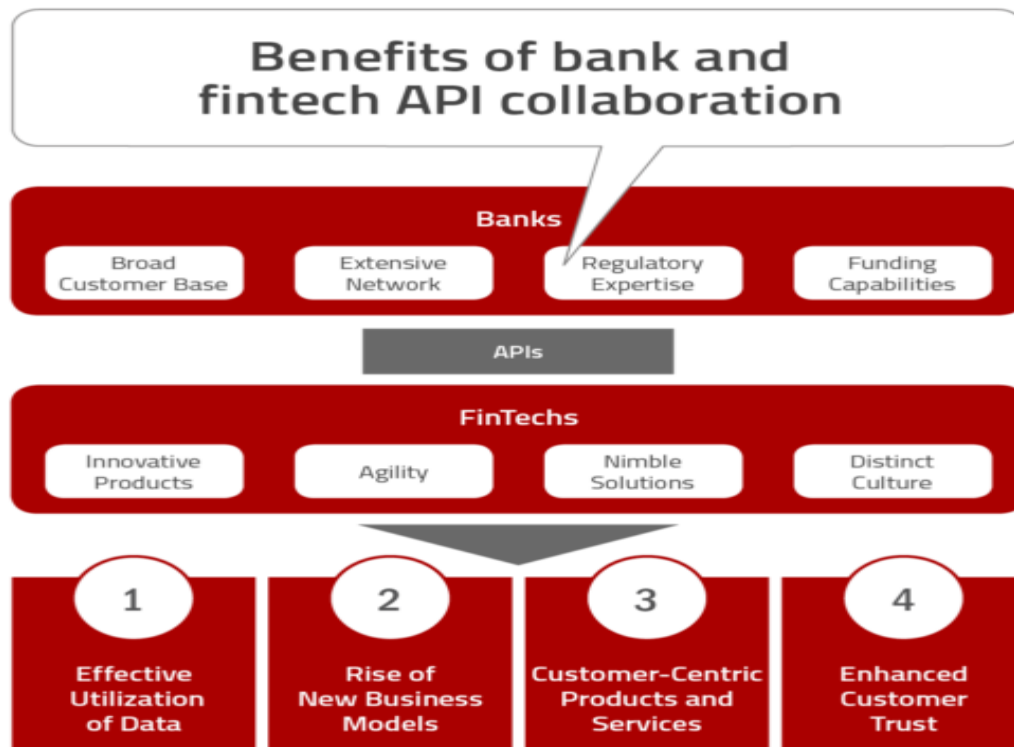 Benefits of bank and
fintech API collaboration
Banks
Broad
Customer Base
Extensive
Network
Regulatory
Expertise
Funding
Capabilities
APIs
FinTechs
Innovative
Products
Agility
Nimble
Solutions
Distinct
Culture
1
Effective
Utilization
of Data
2
Rise of
New Business
Models
3
Customer-Centric
Products and
Services
4
Enhanced
Customer
Trust